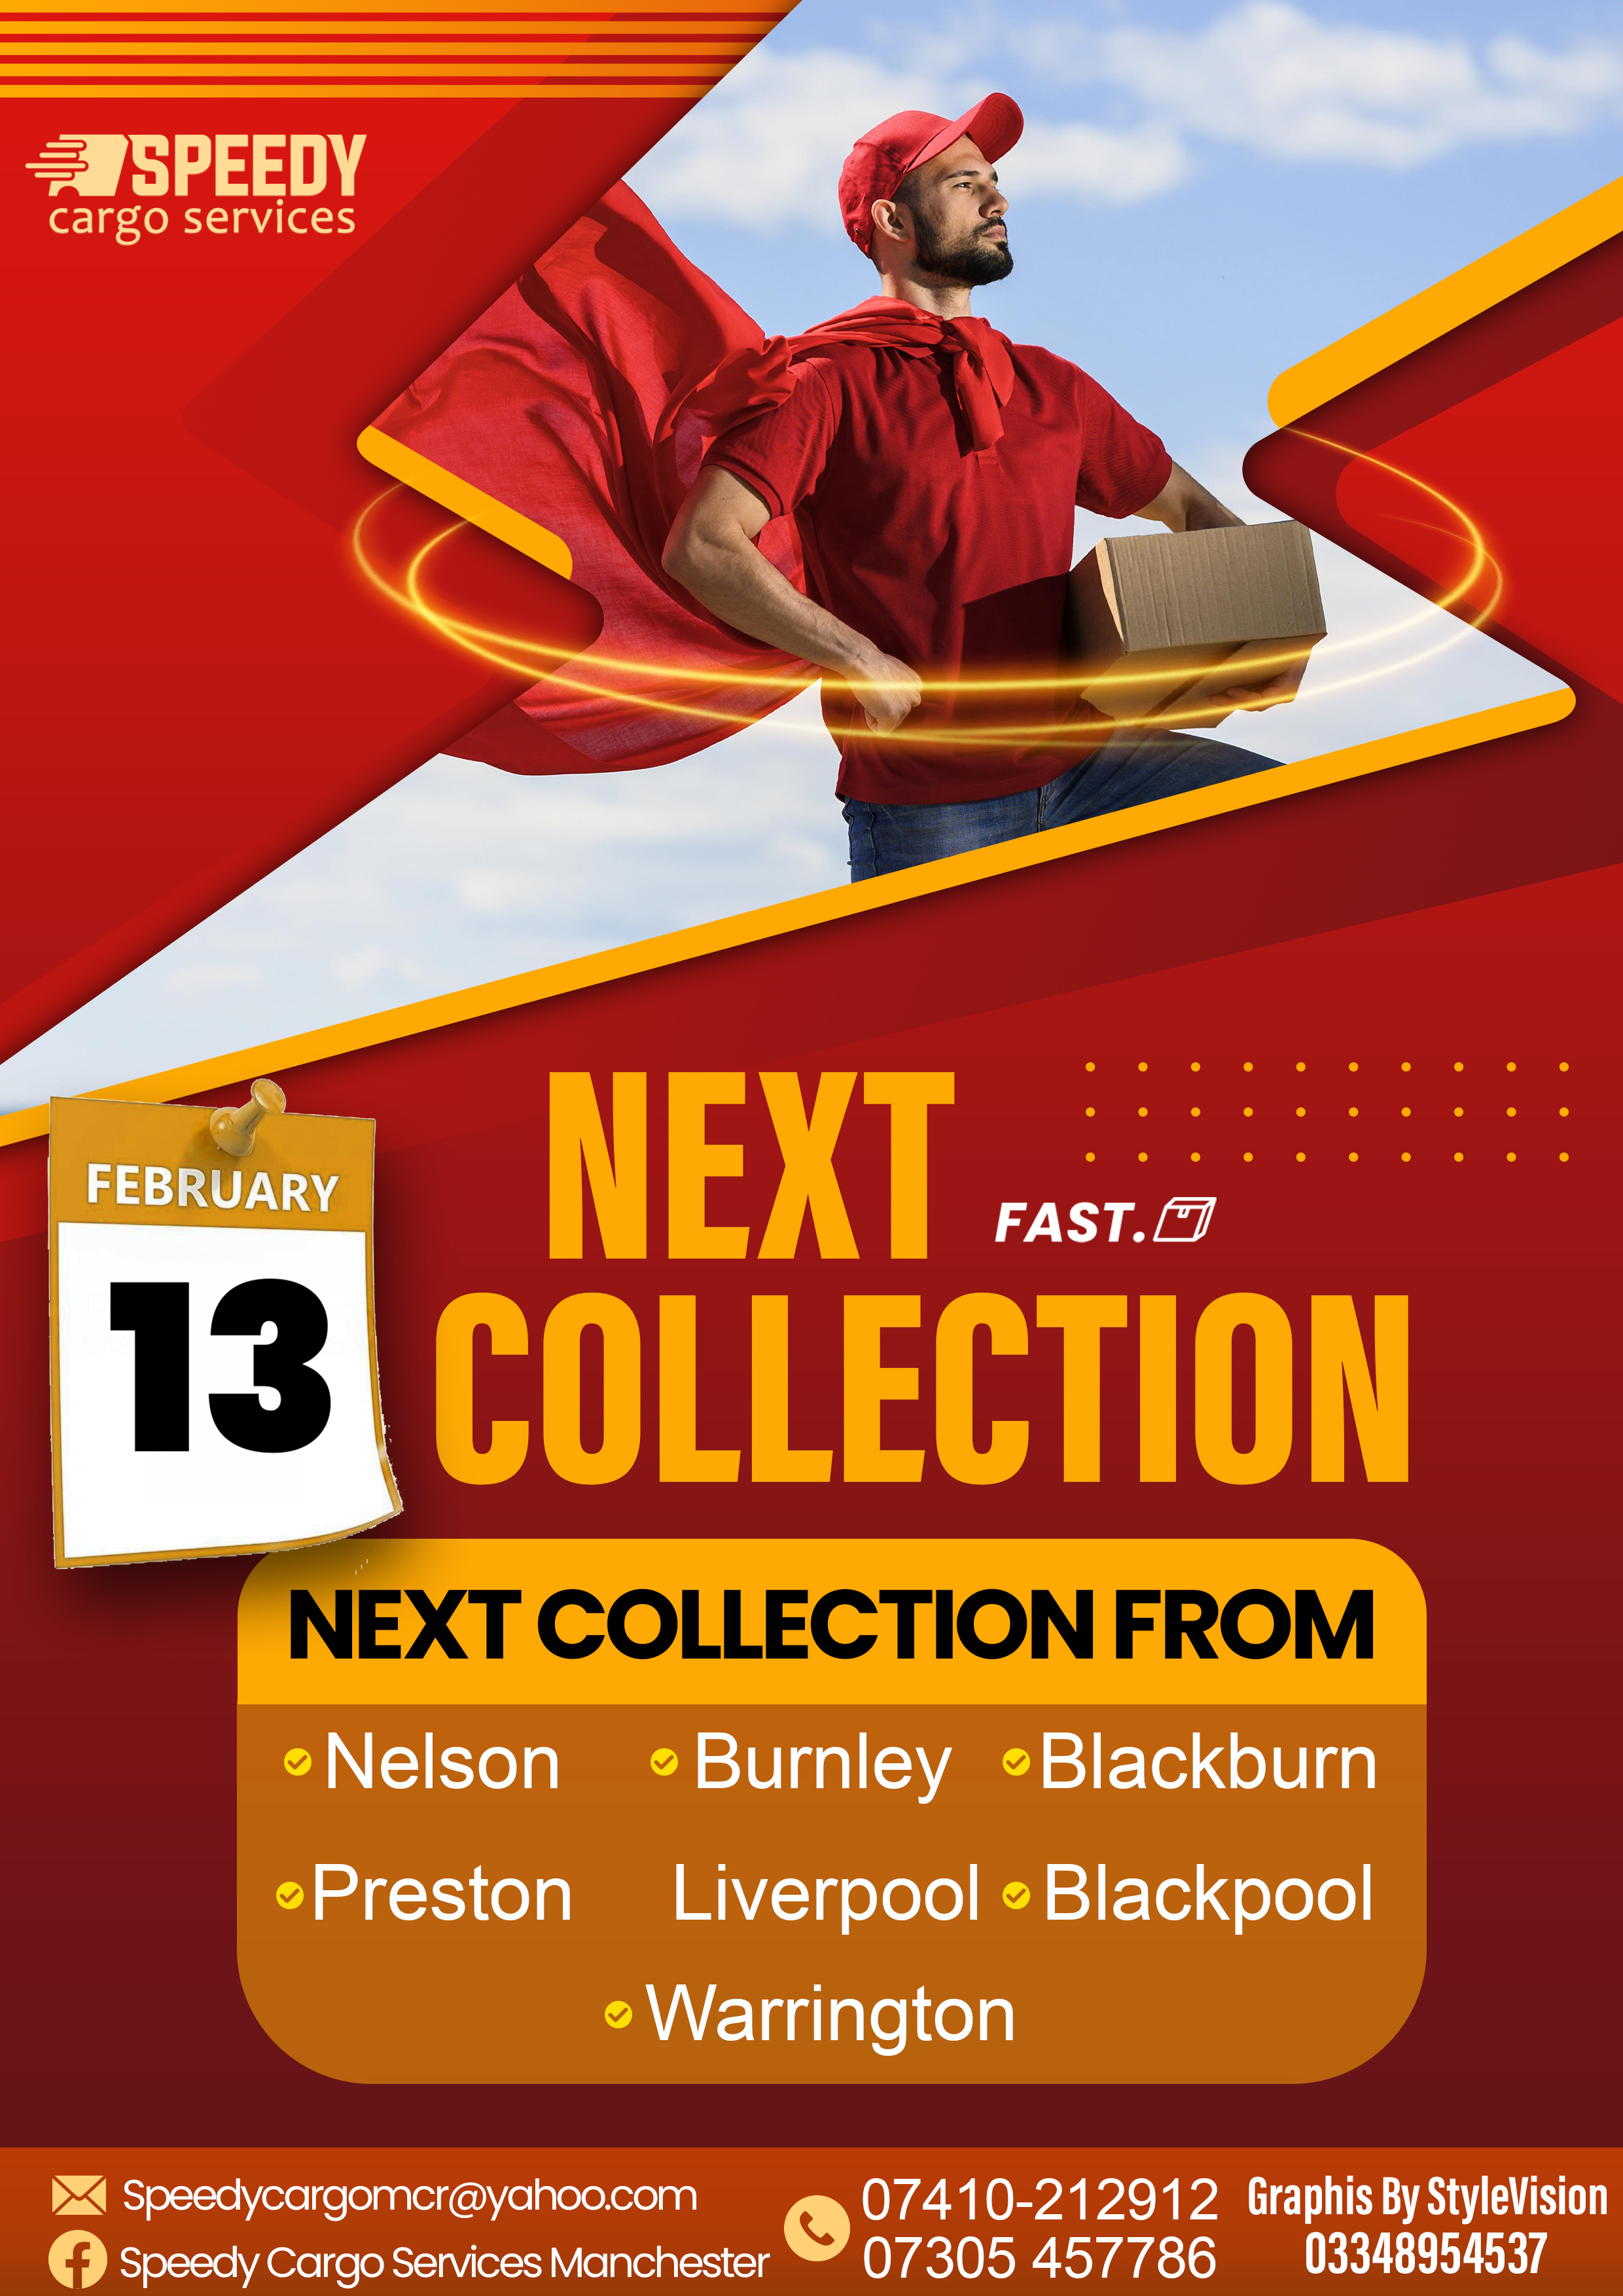 SPEEDY
cargo services
FEBRUARY
13
NEXT
FAST.
COLLECTION
NEXT COLLECTION FROM
Nelson Burnley Blackburn
Preston Liverpool Blackpool
Warrington
Speedycargomcr@yahoo.com
Speedy Cargo Services Manchester
07410-212912
07305 457786
Graphis By StyleVision
03348954537